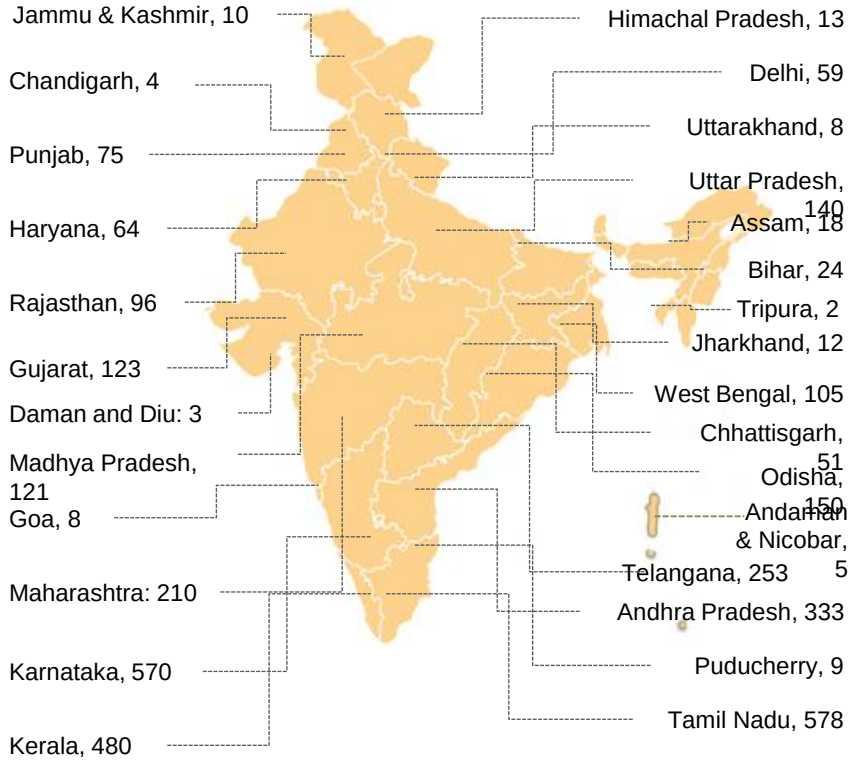 Jammu & Kashmir, 10
Chandigarh, 4
Punjab, 75
Haryana, 64
Rajasthan, 96
Gujarat, 123
Daman and Diu: 3
Madhya Pradesh,
121
Goa, 8
Maharashtra: 210
Karnataka, 570
Kerala, 480
Himachal Pradesh, 13
Delhi, 59
Uttarakhand, 8
Uttar Pradesh,
140
Assam, 18
Bihar, 24
Tripura, 2
Jharkhand, 12
West Bengal, 105
Chhattisgarh,
51
Odisha,
150
Andaman
& Nicobar,
5
Telangana, 253
Andhra Pradesh, 333
Puducherry, 9
Tamil Nadu, 578